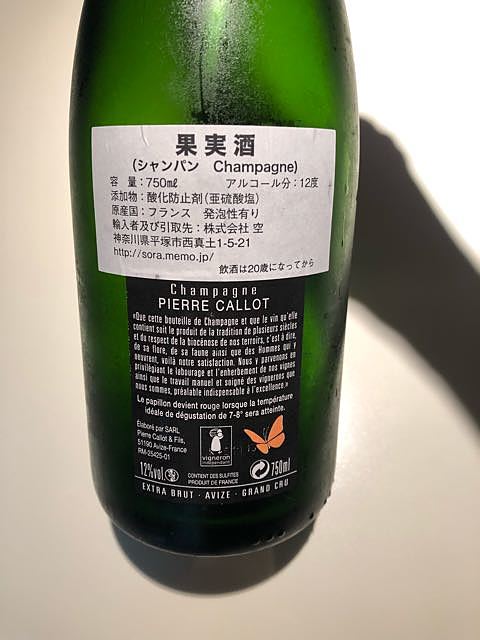 果実酒
(シャンパン Champagne)
容 量：750㎖ アルコール分：12度
添加物：酸化防止剤（亜硫酸塩）
原産国：フランス 発泡性有り
輸入者及び引取先：株式会社 空
神奈川県平塚市西真土1-5-21
http://sora.memo.jp/
飲酒は20歳になってから
Champagne
PIERRE CALLOT
«Que cette bouteille de Champagne et que le vin qu'elle
contient soit le produit de la tradition de plusieurs siècles
et du respect de la biocénose de nos terroirs, c'est à dire,
de sa flore, de sa faune ainsi que des Hommes qui y
oeuvrent, voilà notre satisfaction. Nous y parvenons en
privilégiant le labourage et l'enherbement de nos vignes
ainsi que le travail manuel et soigné des vignerons que
nous sommes, préalable indispensable à l'excellence.»
Le papillon devient rouge lorsque la température
idéale de dégustation de 7-8° sera atteinte.
Élaboré par SARL
Pierre Callot & Fils,
51190 Avize-France
RM-25425-01
vigneron
indépendant
12%vol.
CONTIENT DES SULFITES
PRODUIT DE FRANCE
750ml
EXTRA BRUT · AVIZE · GRAND CRU